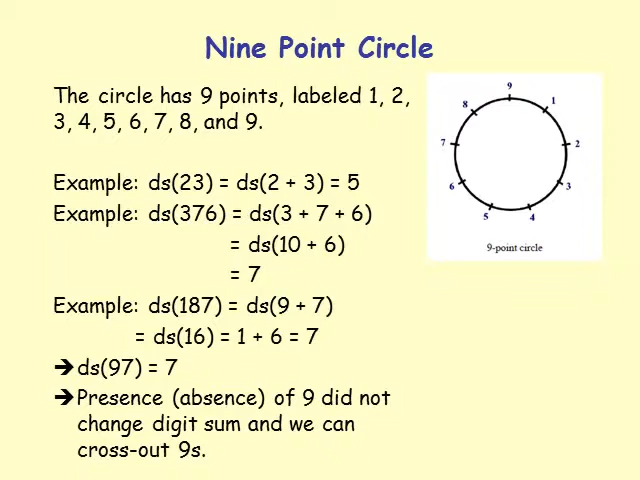 Nine Point Circle
The circle has 9 points, labeled 1, 2,
3, 4, 5, 6, 7, 8, and 9.
Example: ds(23) = ds(2 + 3) = 5
Example: ds(376) = ds(3 + 7 + 6)
= ds(10 + 6)
= 7
Example: ds(187) = ds(9 + 7)
= ds(16) = 1 + 6 = 7
➔ds(97) = 7
➔Presence (absence) of 9 did not
change digit sum and we can
cross-out 9s.
9
8
1
7
2
6
3
5
4
9-point circle